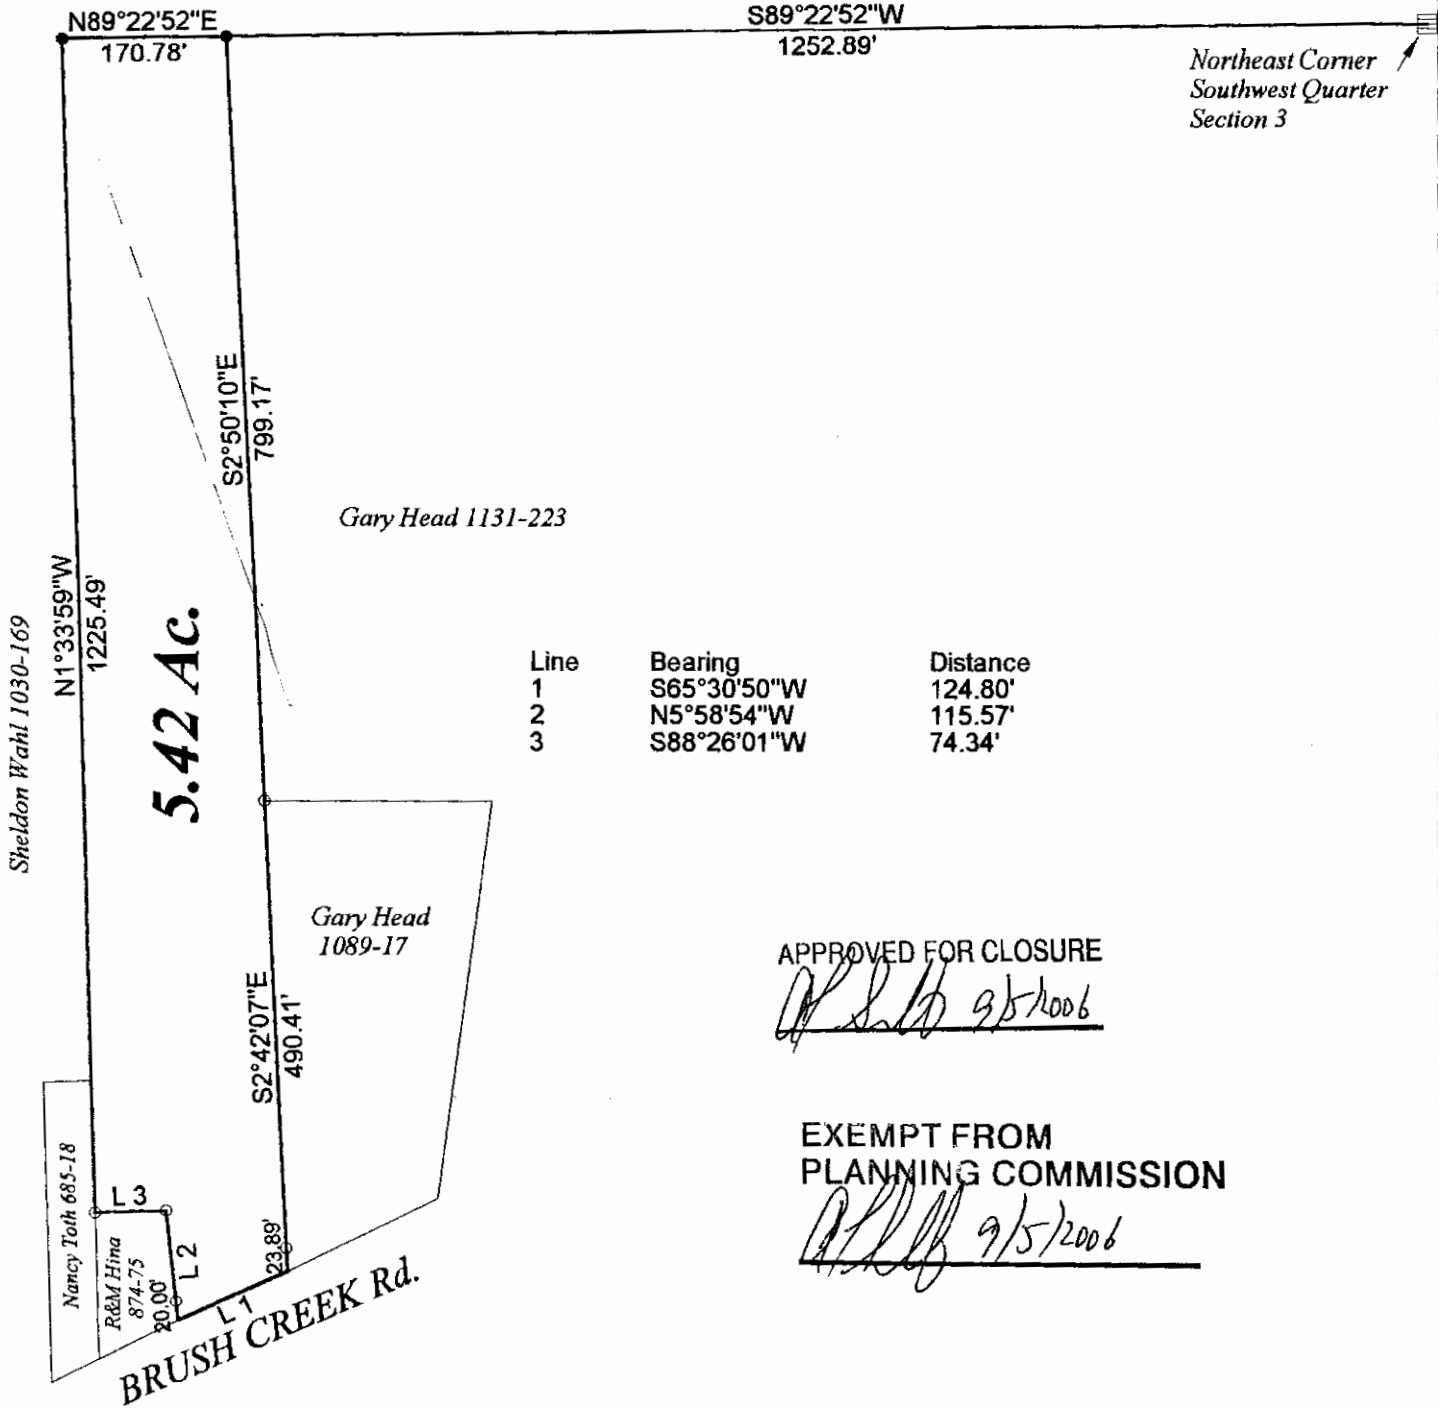 N89°22'52"E
170.78'
S89°22'52"W
1252.89'
Northeast Corner
Southwest Quarter
Section 3
S2°50'10"E
799.17'
Gary Head 1131-223
N1°33'59"W
1225.49'
Sheldon Wahl 1030-169
5.42 Ac.
Line Bearing Distance
1 S65°30'50"W 124.80'
2 N5°58'54"W 115.57'
3 S88°26'01"W 74.34'
Gary Head
1089-17
S2°42'07"E
490.41'
APPROVED FOR CLOSURE
9/5/2006
EXEMPT FROM
PLANNING COMMISSION
9/5/2006
Nancy Toth 685-18
L 3
R&M Hina
874-75
L 2
20.00'
23.89'
L 1
BRUSH CREEK Rd.